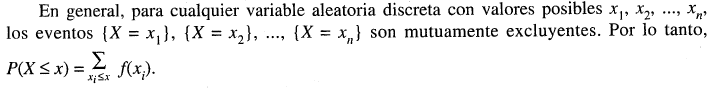 En general, para cualquier variable aleatoria discreta con valores posibles x₁, x₂, ..., xₙ,
los eventos {X = x₁}, {X = x₂}, ..., {X = xₙ} son mutuamente excluyentes. Por lo tanto,
P(X ≤ x) = ∑ f(xᵢ).
xᵢ≤x